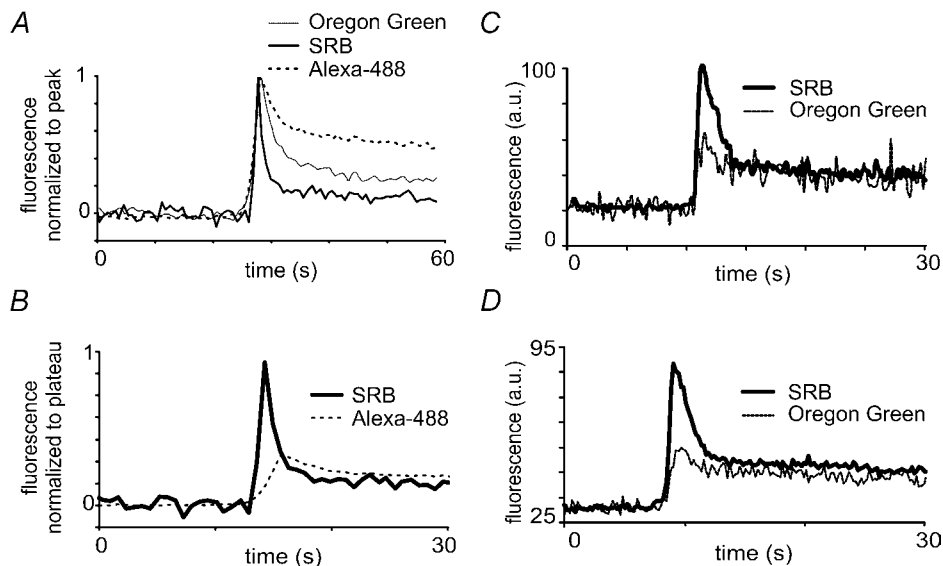 A
Oregon Green
SRB
Alexa-488
fluorescence
normalized to peak
1
0
0
60
time (s)
B
fluorescence
normalized to plateau
1
0
SRB
Alexa-488
0
30
time (s)
C
fluorescence (a.u.)
100
0
SRB
Oregon Green
0
30
time (s)
D
fluorescence (a.u.)
95
25
SRB
Oregon Green
0
30
time (s)